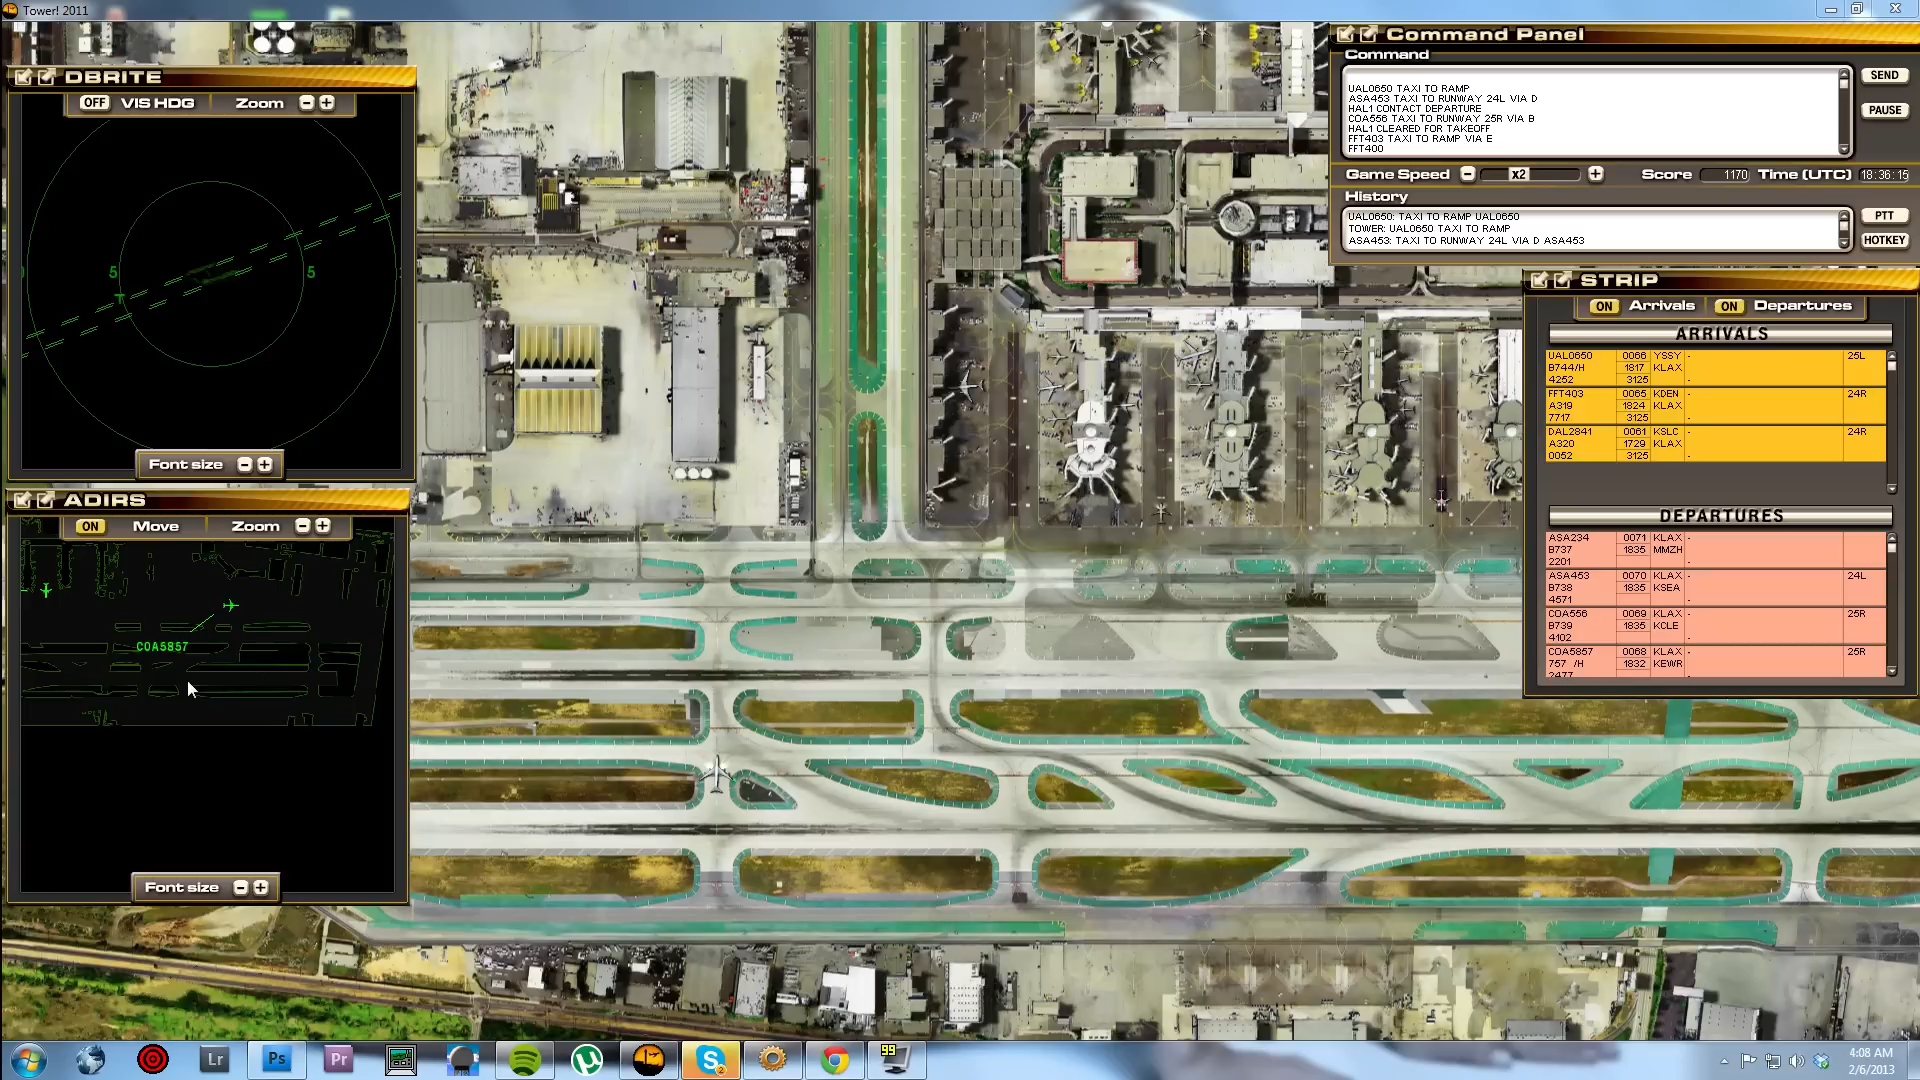 Tower! 2011
DBRITE
OFF VIS HDG Zoom
5 5
T
Font size
ADIRS
ON Move Zoom
COA5857
Font size
Command Panel
Command
UAL0650 TAXI TO RAMP
ASA453 TAXI TO RUNWAY 24L VIA D
HAL1 CONTACT DEPARTURE
COA556 TAXI TO RUNWAY 25R VIA B
HAL1 CLEARED FOR TAKEOFF
FFT403 TAXI TO RAMP VIA E
FFT400
SEND
PAUSE
Game Speed x2 Score 1170 Time (UTC) 18:36:15
History
UAL0650: TAXI TO RAMP UAL0650
TOWER: UAL0650 TAXI TO RAMP
ASA453: TAXI TO RUNWAY 24L VIA D ASA453
PTT
HOTKEY
STRIP
ON Arrivals ON Departures
ARRIVALS
UAL0650 0066 YSSY - 25L
B744/H 1817 KLAX
4252 3125 -
FFT403 0065 KDEN - 24R
A319 1824 KLAX
7717 3125 -
DAL2841 0061 KSLC - 24R
A320 1729 KLAX
0052 3125 -
DEPARTURES
ASA234 0071 KLAX -
B737 1835 MMZH
2201 -
ASA453 0070 KLAX - 24L
B738 1835 KSEA
4571 -
COA556 0069 KLAX - 25R
B739 1835 KCLE
4102 -
COA5857 0068 KLAX - 25R
757 /H 1832 KEWR
2477 -
Lr Ps Pr 2 99
4:08 AM
2/6/2013